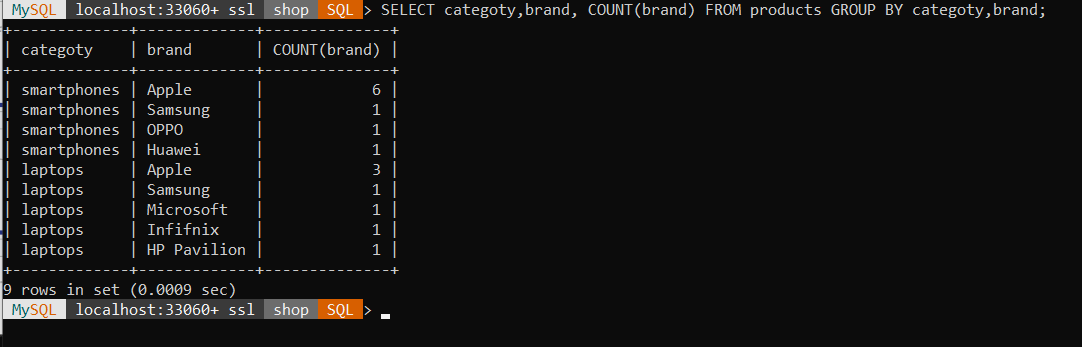 MySQL localhost:33060+ ssl shop SQL > SELECT categoty,brand, COUNT(brand) FROM products GROUP BY categoty,brand;
+-------------+-------------+--------------+
| categoty    | brand       | COUNT(brand) |
+-------------+-------------+--------------+
| smartphones | Apple       |            6 |
| smartphones | Samsung     |            1 |
| smartphones | OPPO        |            1 |
| smartphones | Huawei      |            1 |
| laptops     | Apple       |            3 |
| laptops     | Samsung     |            1 |
| laptops     | Microsoft   |            1 |
| laptops     | Infifnix    |            1 |
| laptops     | HP Pavilion |            1 |
+-------------+-------------+--------------+
9 rows in set (0.0009 sec)
MySQL localhost:33060+ ssl shop SQL >